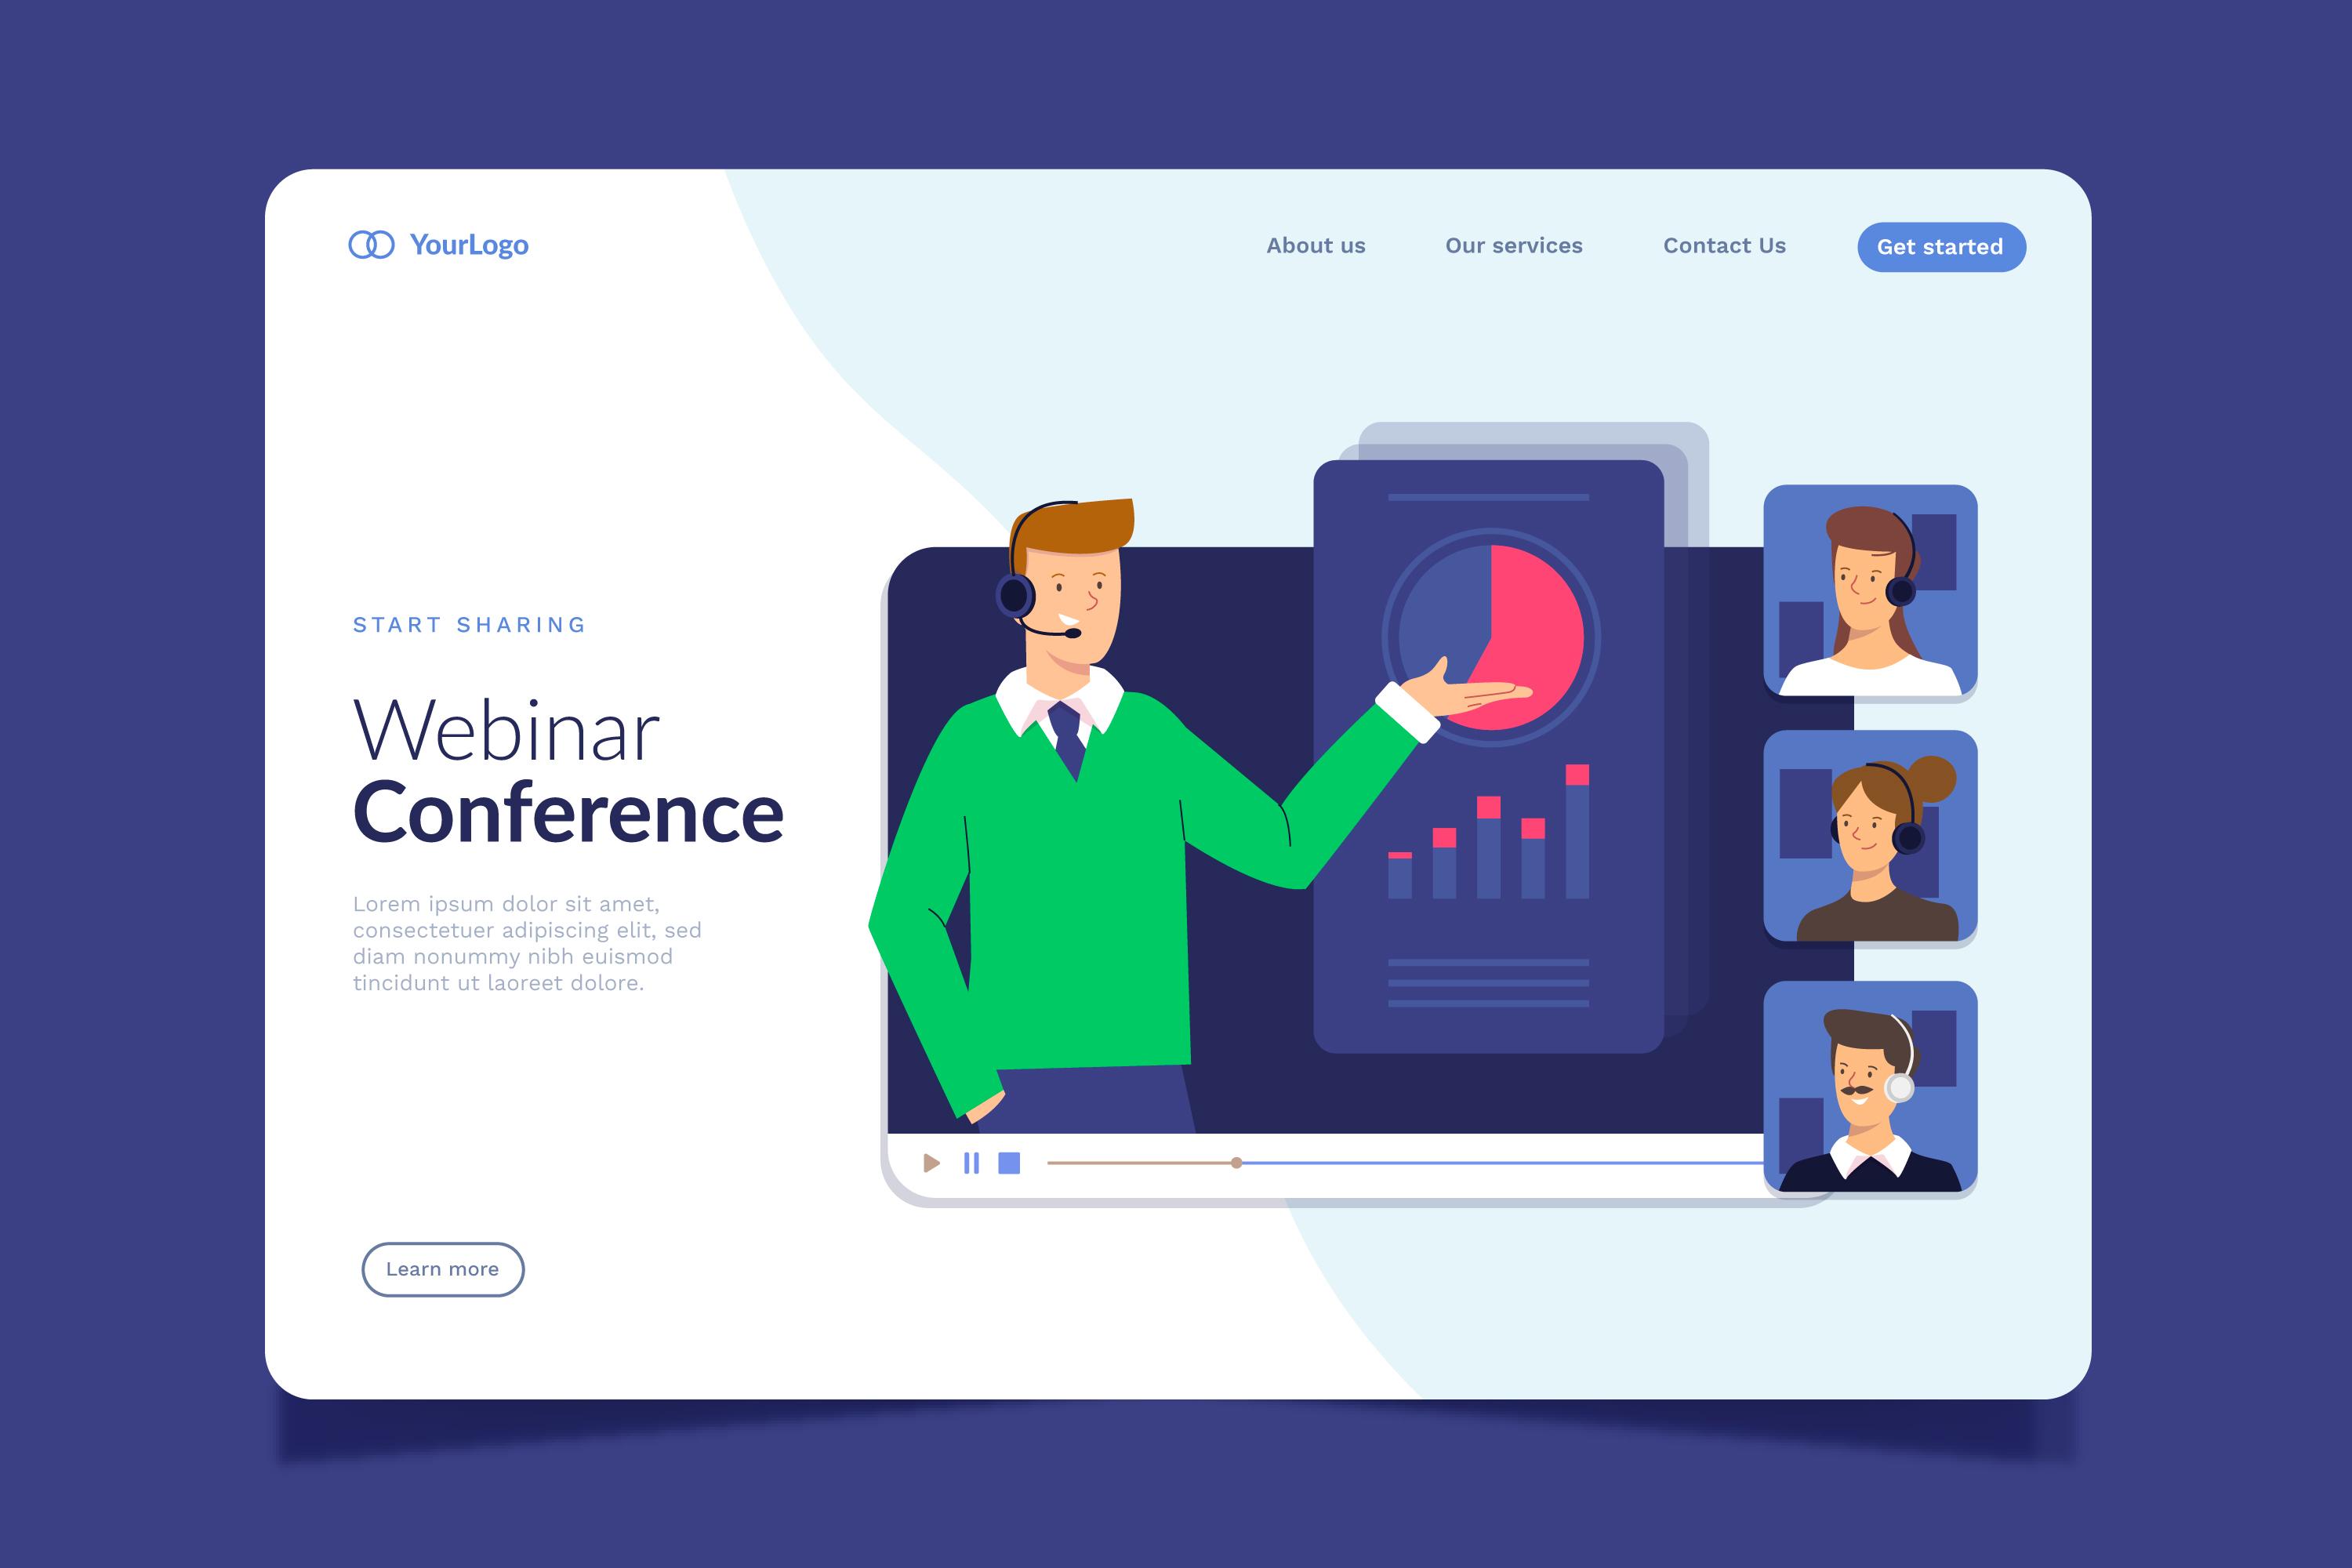 YourLogo
About us
Our services
Contact Us
Get started
START SHARING
Webinar
Conference
Lorem ipsum dolor sit amet,
consectetuer adipiscing elit, sed
diam nonummy nibh euismod
tincidunt ut laoreet dolore.
Learn more